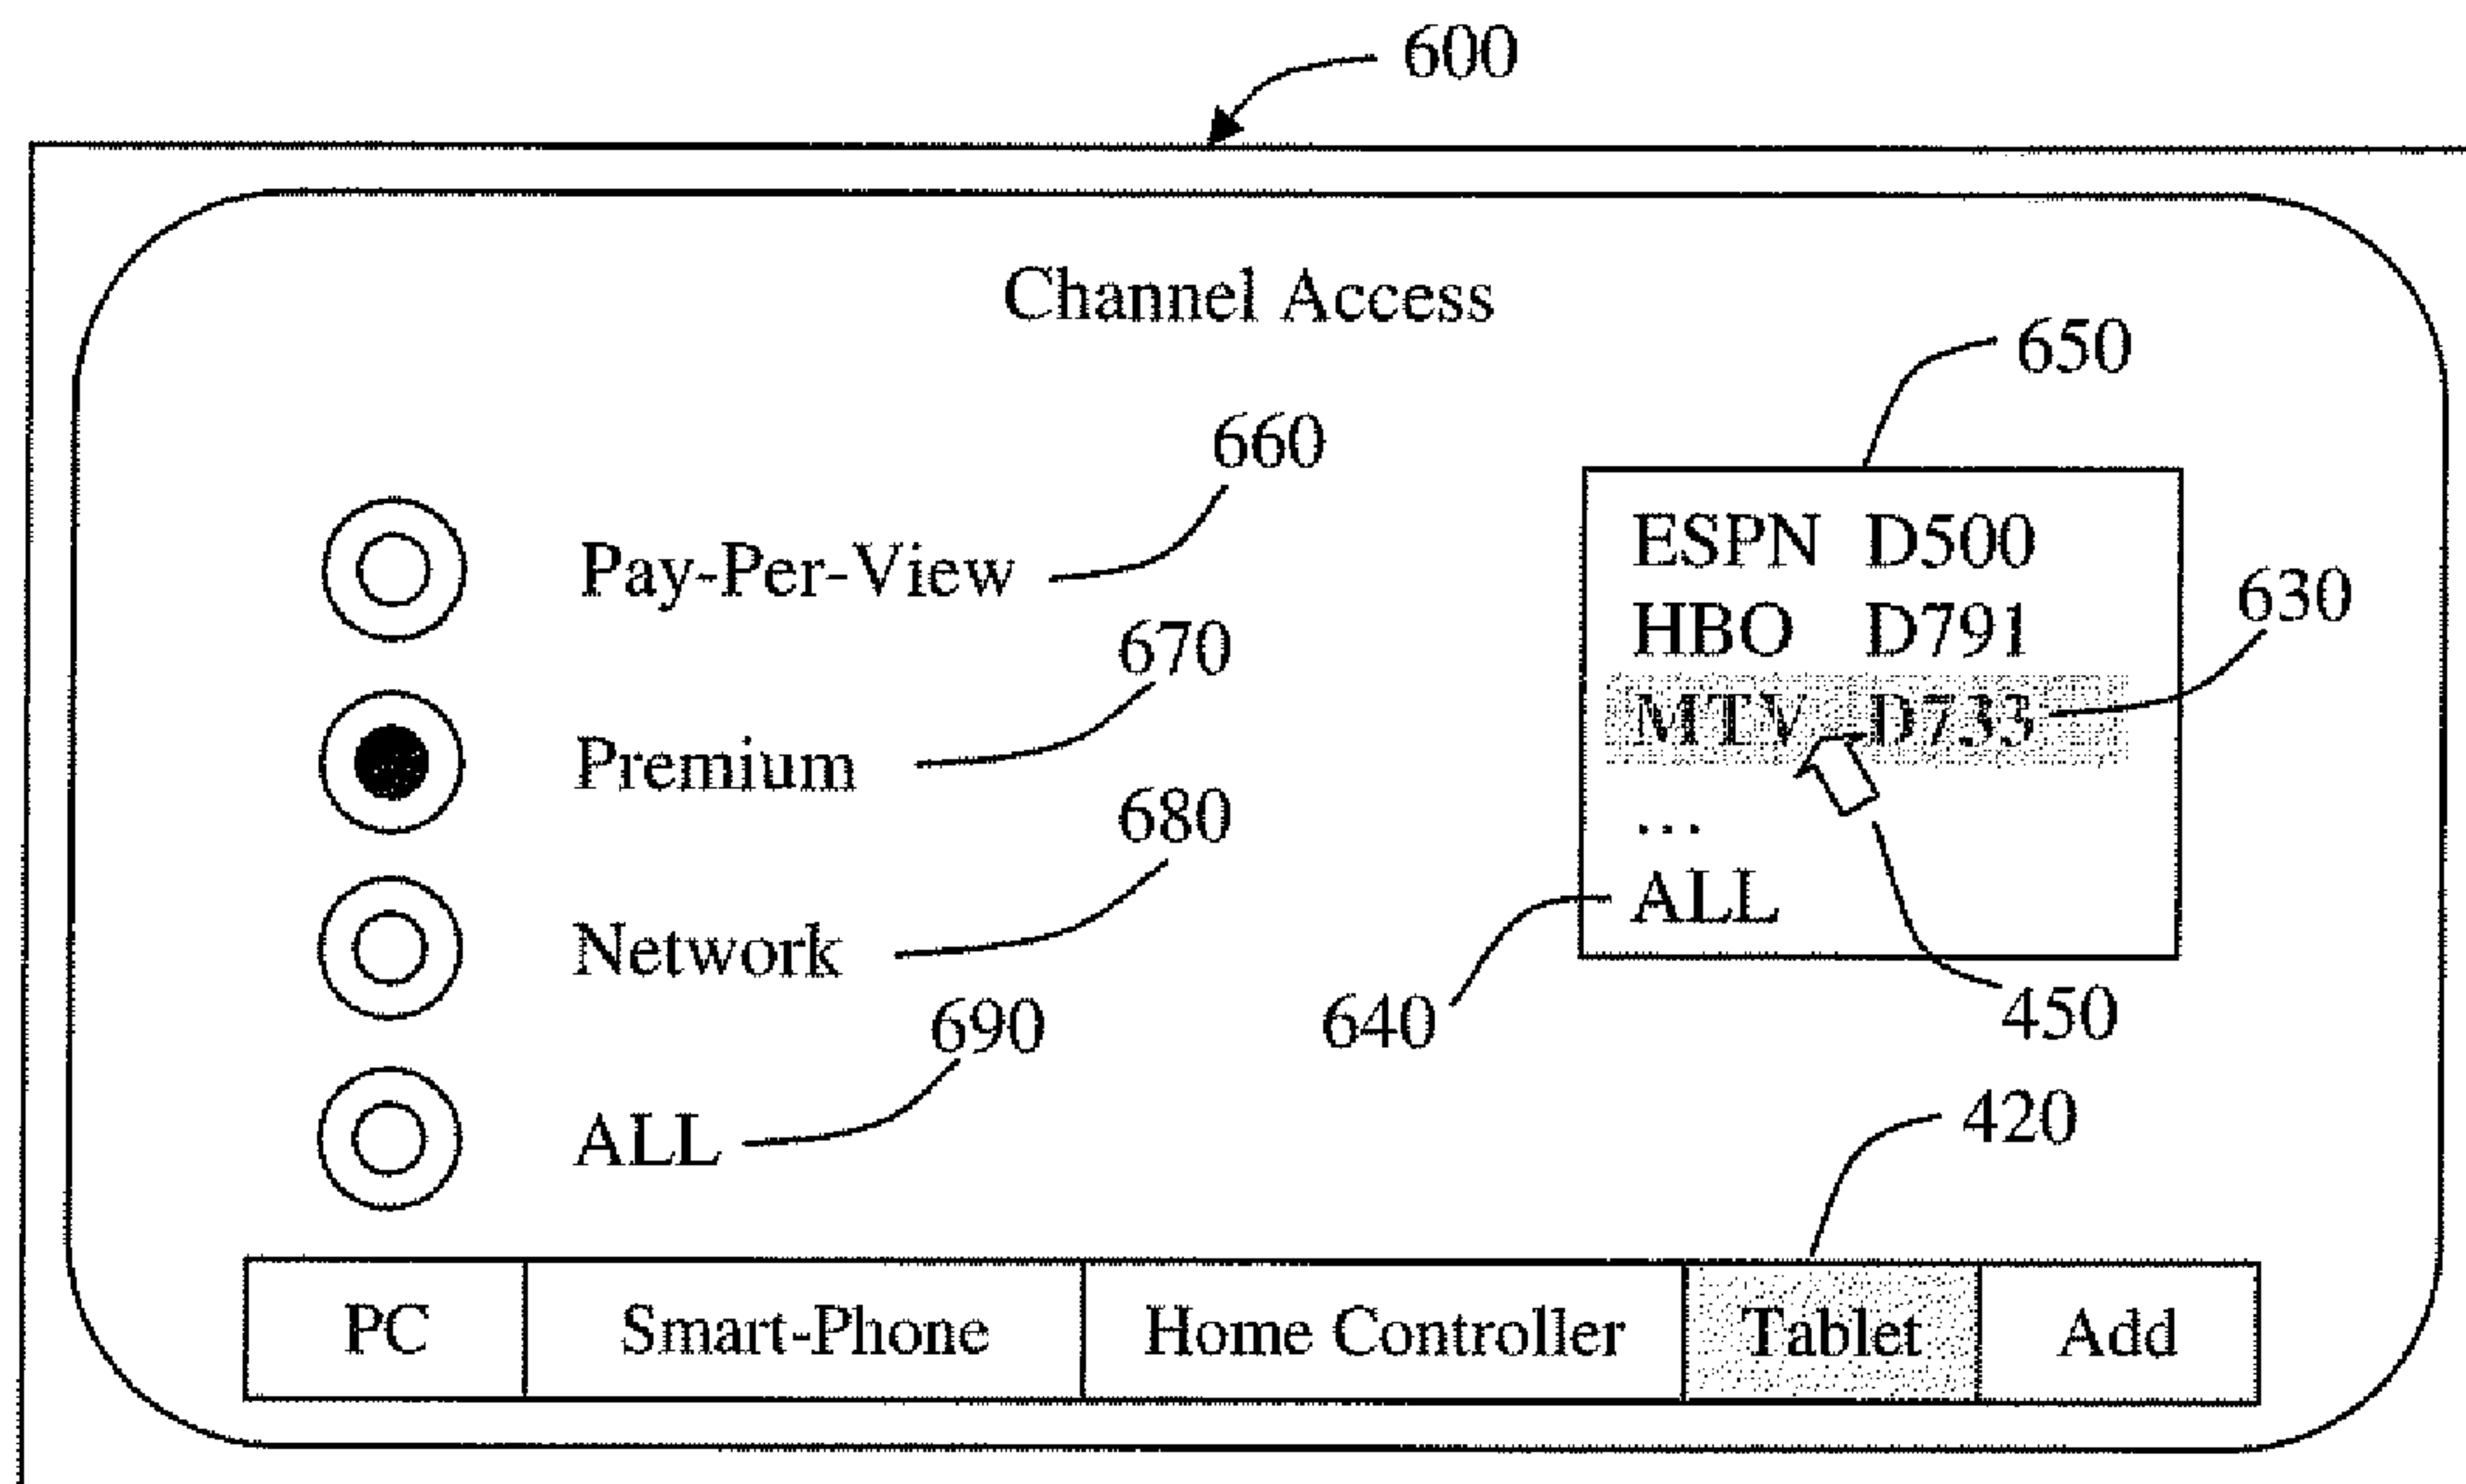 600
Channel Access
650
660
Pay-Per-View
ESPN D500
HBO D791
630
670
MTV D733
Premium
680
...
ALL
Network
640
450
690
ALL
420
PC Smart-Phone Home Controller Tablet Add